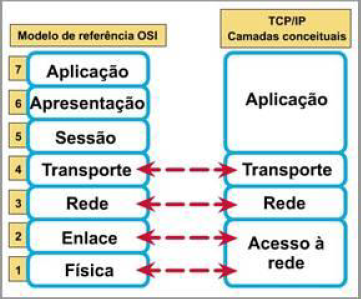 Modelo de referência OSI
7 Aplicação
6 Apresentação
5 Sessão
4 Transporte
3 Rede
2 Enlace
1 Física
TCP/IP
Camadas conceituais
Aplicação
Transporte
Rede
Acesso à
rede